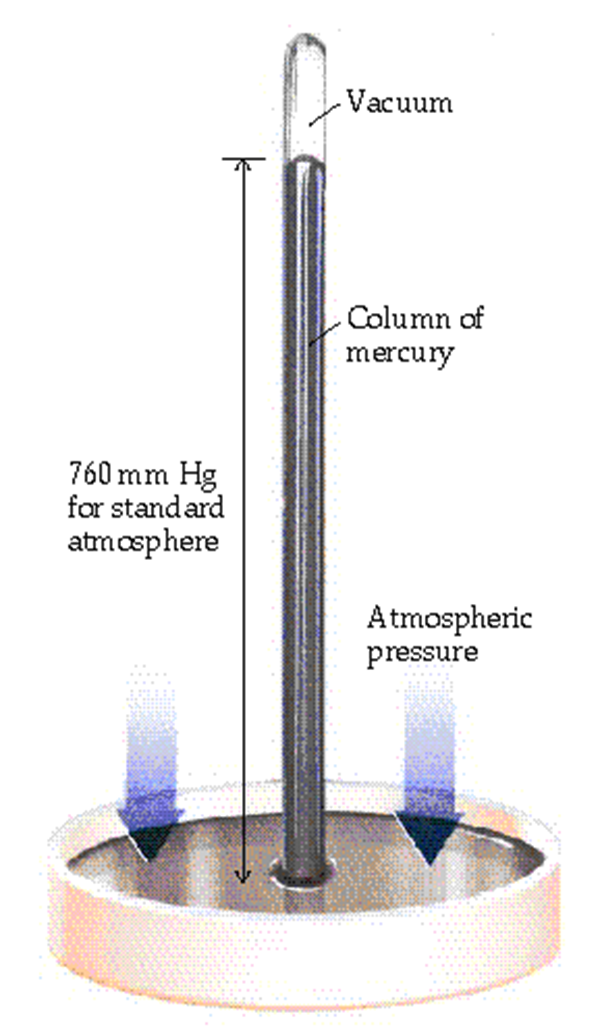 Vacuum
Column of
mercury
760 mm Hg
for standard
atmosphere
Atmospheric
pressure